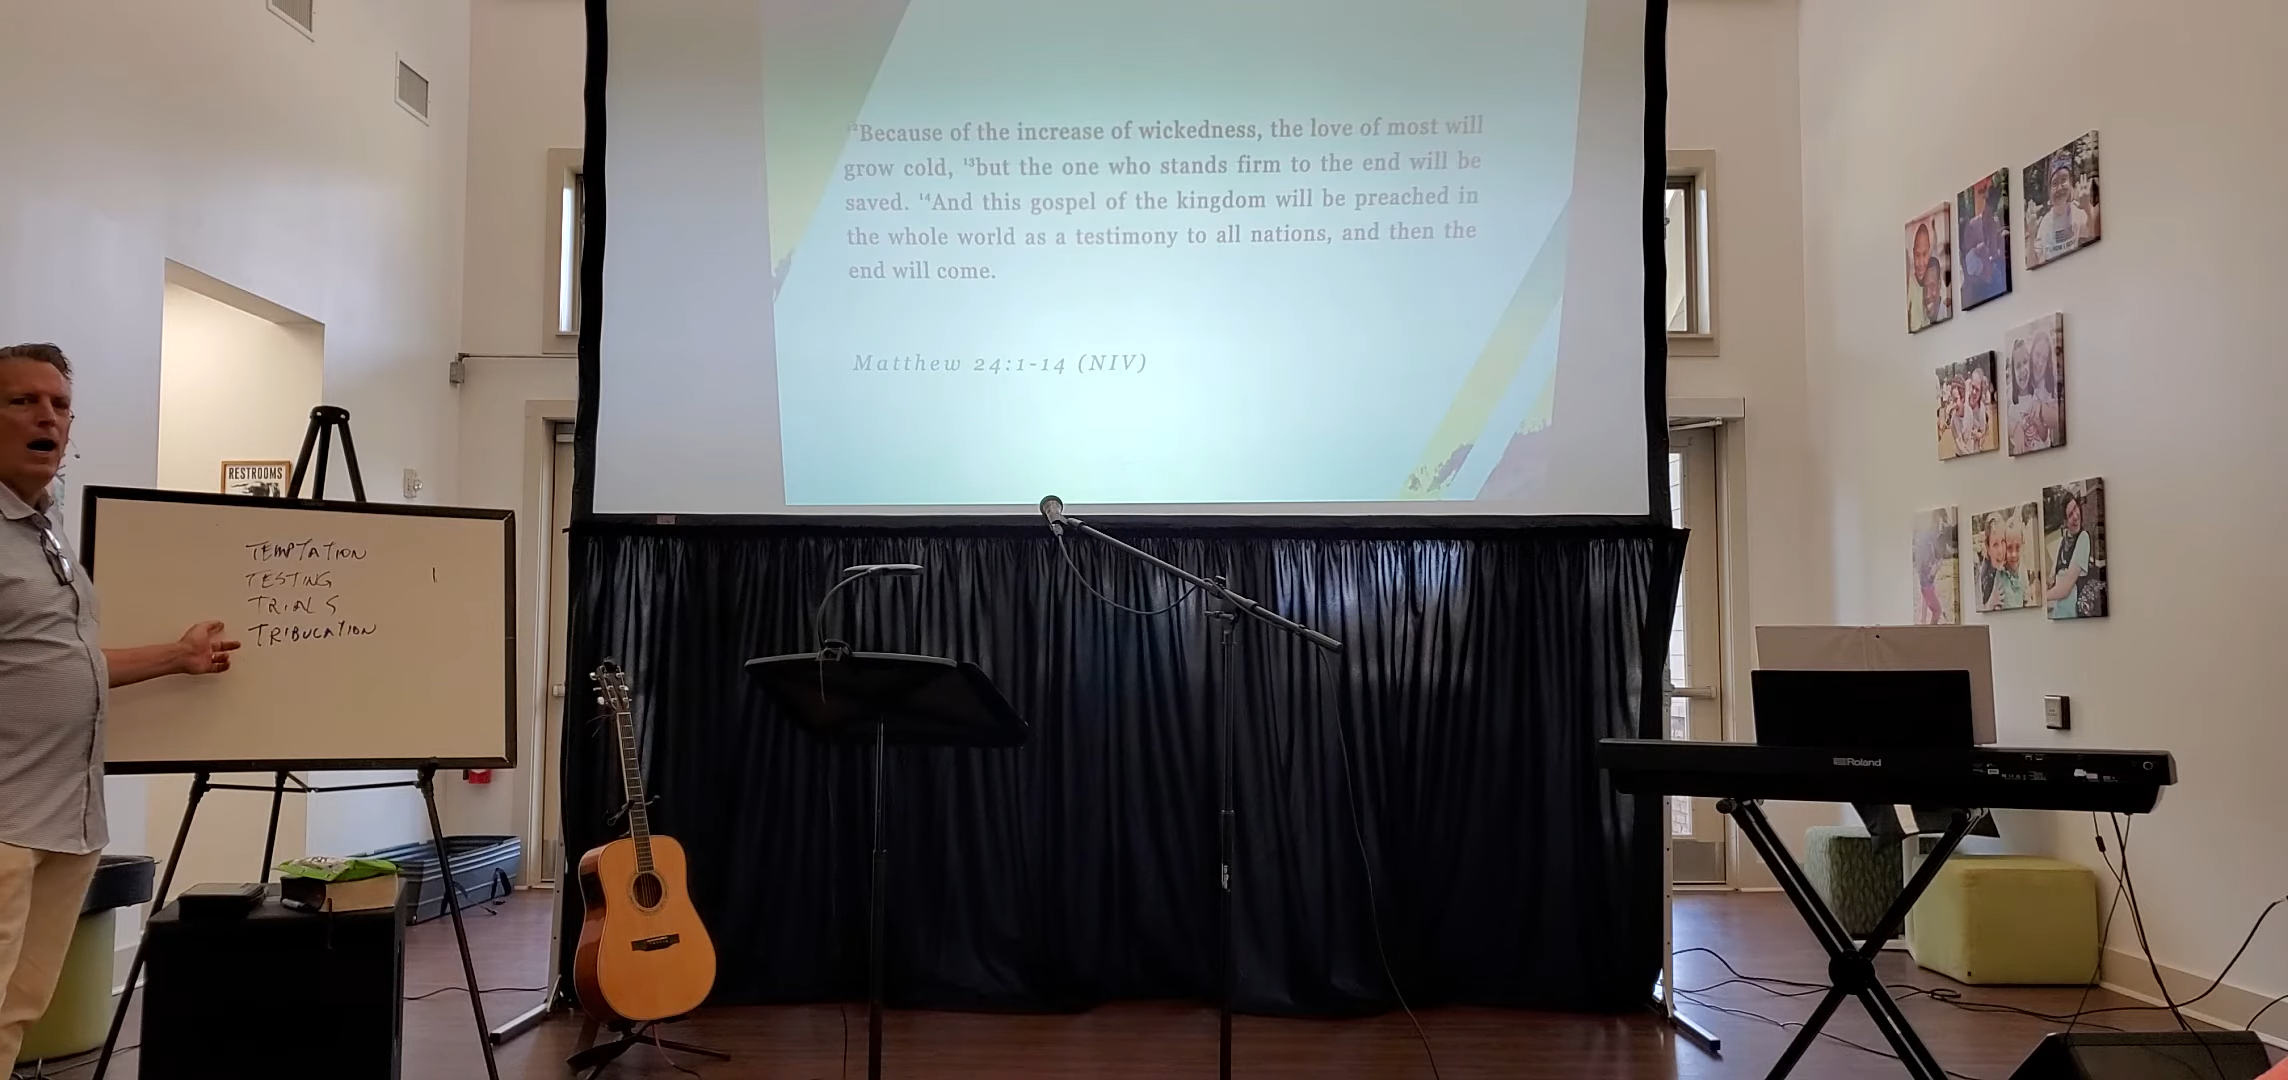 ¹²Because of the increase of wickedness, the love of most will
grow cold, ¹³but the one who stands firm to the end will be
saved. ¹⁴And this gospel of the kingdom will be preached in
the whole world as a testimony to all nations, and then the
end will come.
Matthew 24:1-14 (NIV)
RESTROOMS
TEMPTATION
TESTING
TRIALS
TRIBUCATION
Roland